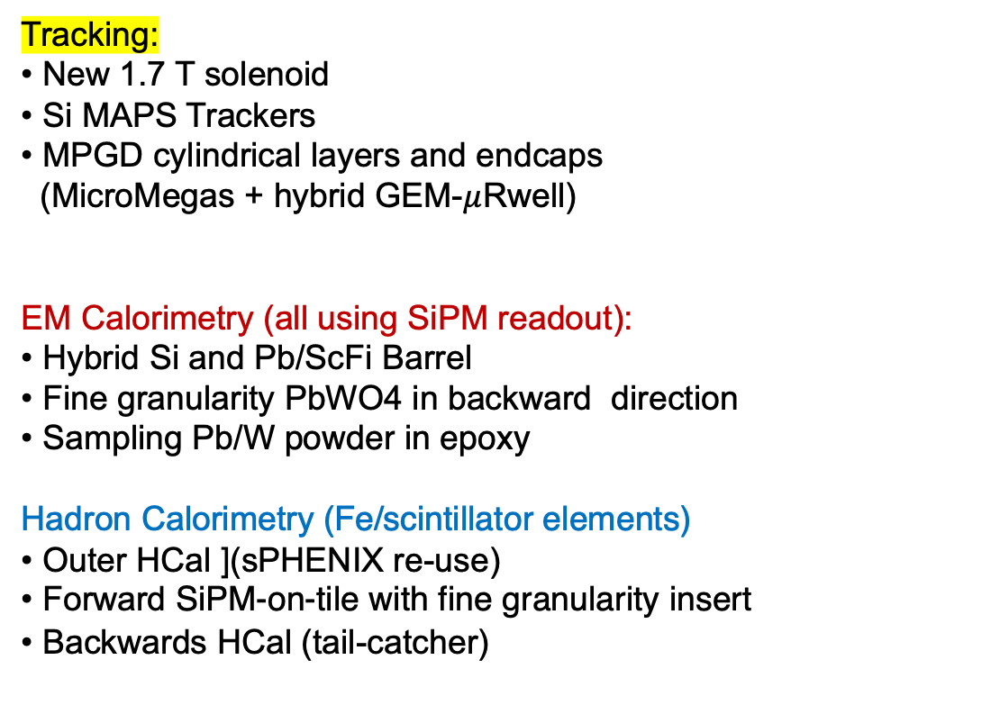 Tracking:
• New 1.7 T solenoid
• Si MAPS Trackers
• MPGD cylindrical layers and endcaps
(MicroMegas + hybrid GEM-𝜇Rwell)
EM Calorimetry (all using SiPM readout):
• Hybrid Si and Pb/ScFi Barrel
• Fine granularity PbWO4 in backward  direction
• Sampling Pb/W powder in epoxy
Hadron Calorimetry (Fe/scintillator elements)
• Outer HCal ](sPHENIX re-use)
• Forward SiPM-on-tile with fine granularity insert
• Backwards HCal (tail-catcher)